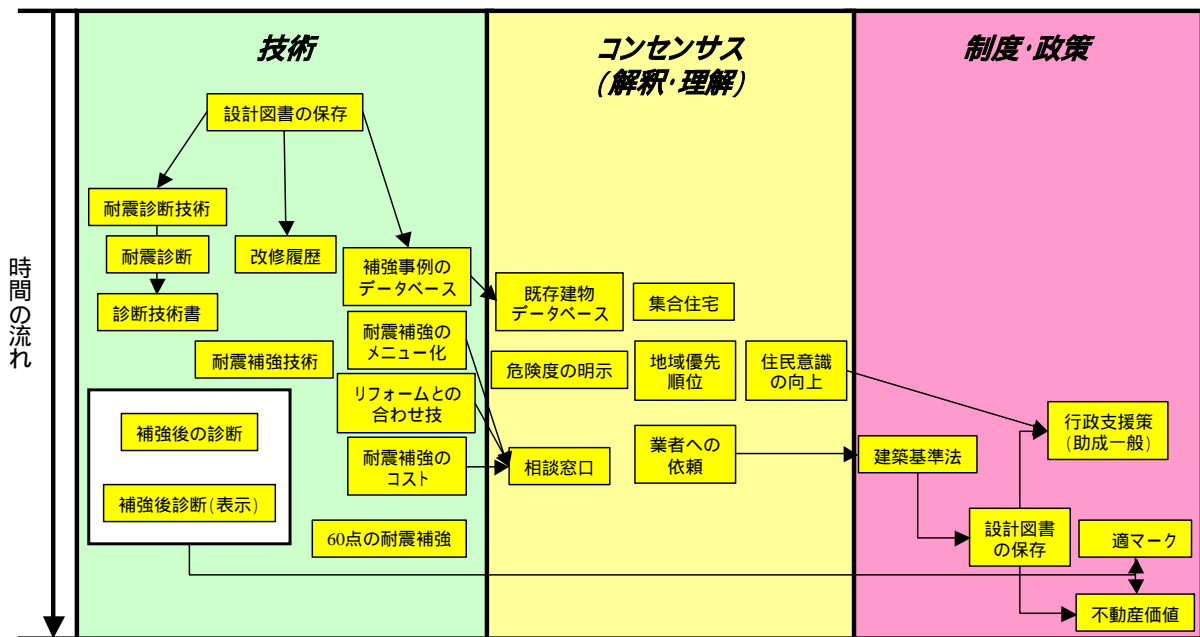 技術
コンセンサス
(解釈・理解)
制度・政策
時間の流れ
設計図書の保存
耐震診断技術
耐震診断
診断技術書
改修履歴
補強事例の
データベース
耐震補強の
メニュー化
耐震補強技術
リフォームとの
合わせ技
補強後の診断
耐震補強の
コスト
補強後診断(表示)
60点の耐震補強
既存建物
データベース
集合住宅
危険度の明示
地域優先
順位
住民意識
の向上
相談窓口
業者への
依頼
行政支援策
(助成一般)
建築基準法
設計図書
の保存
適マーク
不動産価値